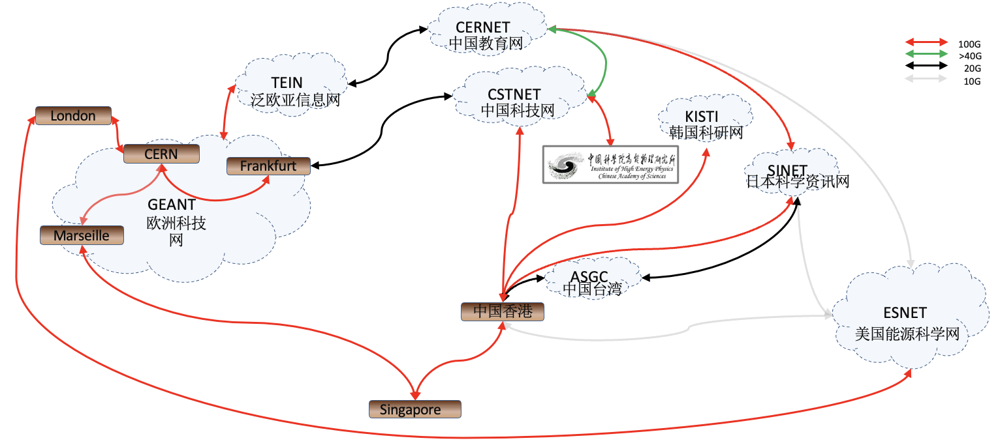 CERNET
中国教育网
100G
>40G
20G
10G
TEIN
泛欧亚信息网
CSTNET
中国科技网
London
KISTI
韩国科研网
CERN
Frankfurt
中国科学院高能物理研究所
Institute of High Energy Physics
Chinese Academy of Sciences
SINET
日本科学资讯网
GEANT
欧洲科技
网
Marseille
ASGC
中国台湾
中国香港
ESNET
美国能源科学网
Singapore